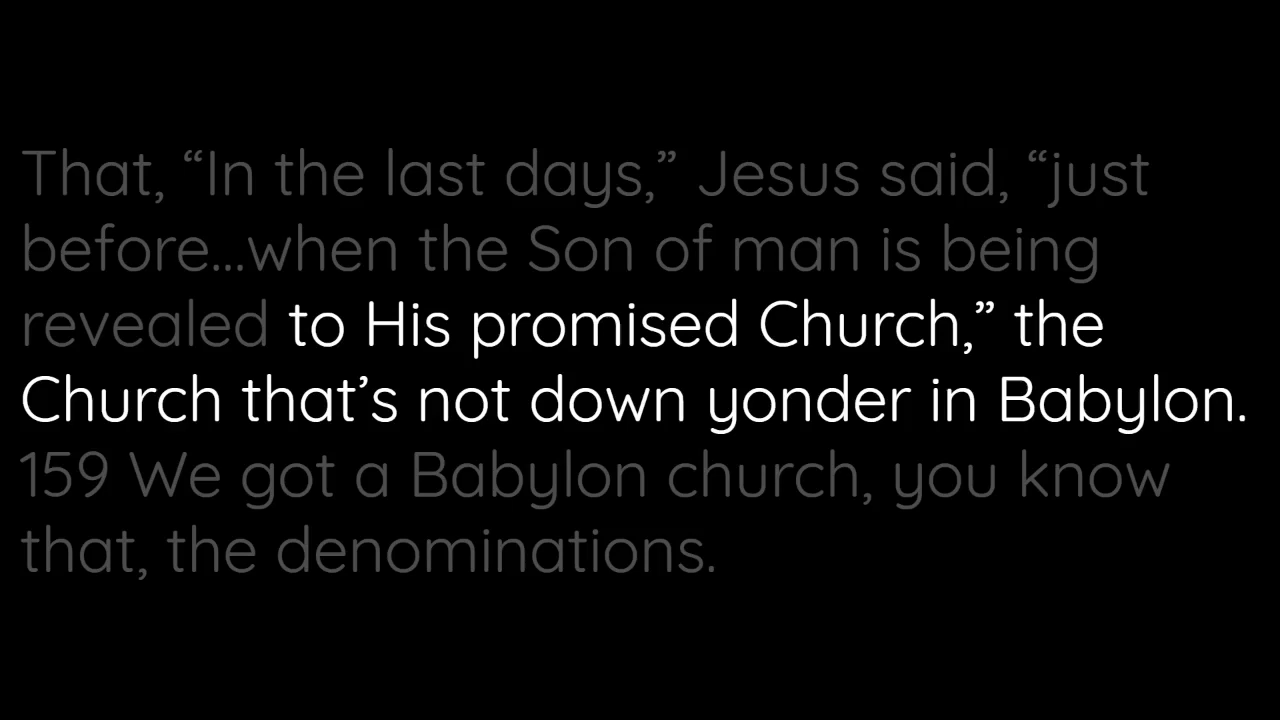 That, “In the last days,” Jesus said, “just
before...when the Son of man is being
revealed to His promised Church,” the
Church that’s not down yonder in Babylon.
159 We got a Babylon church, you know
that, the denominations.